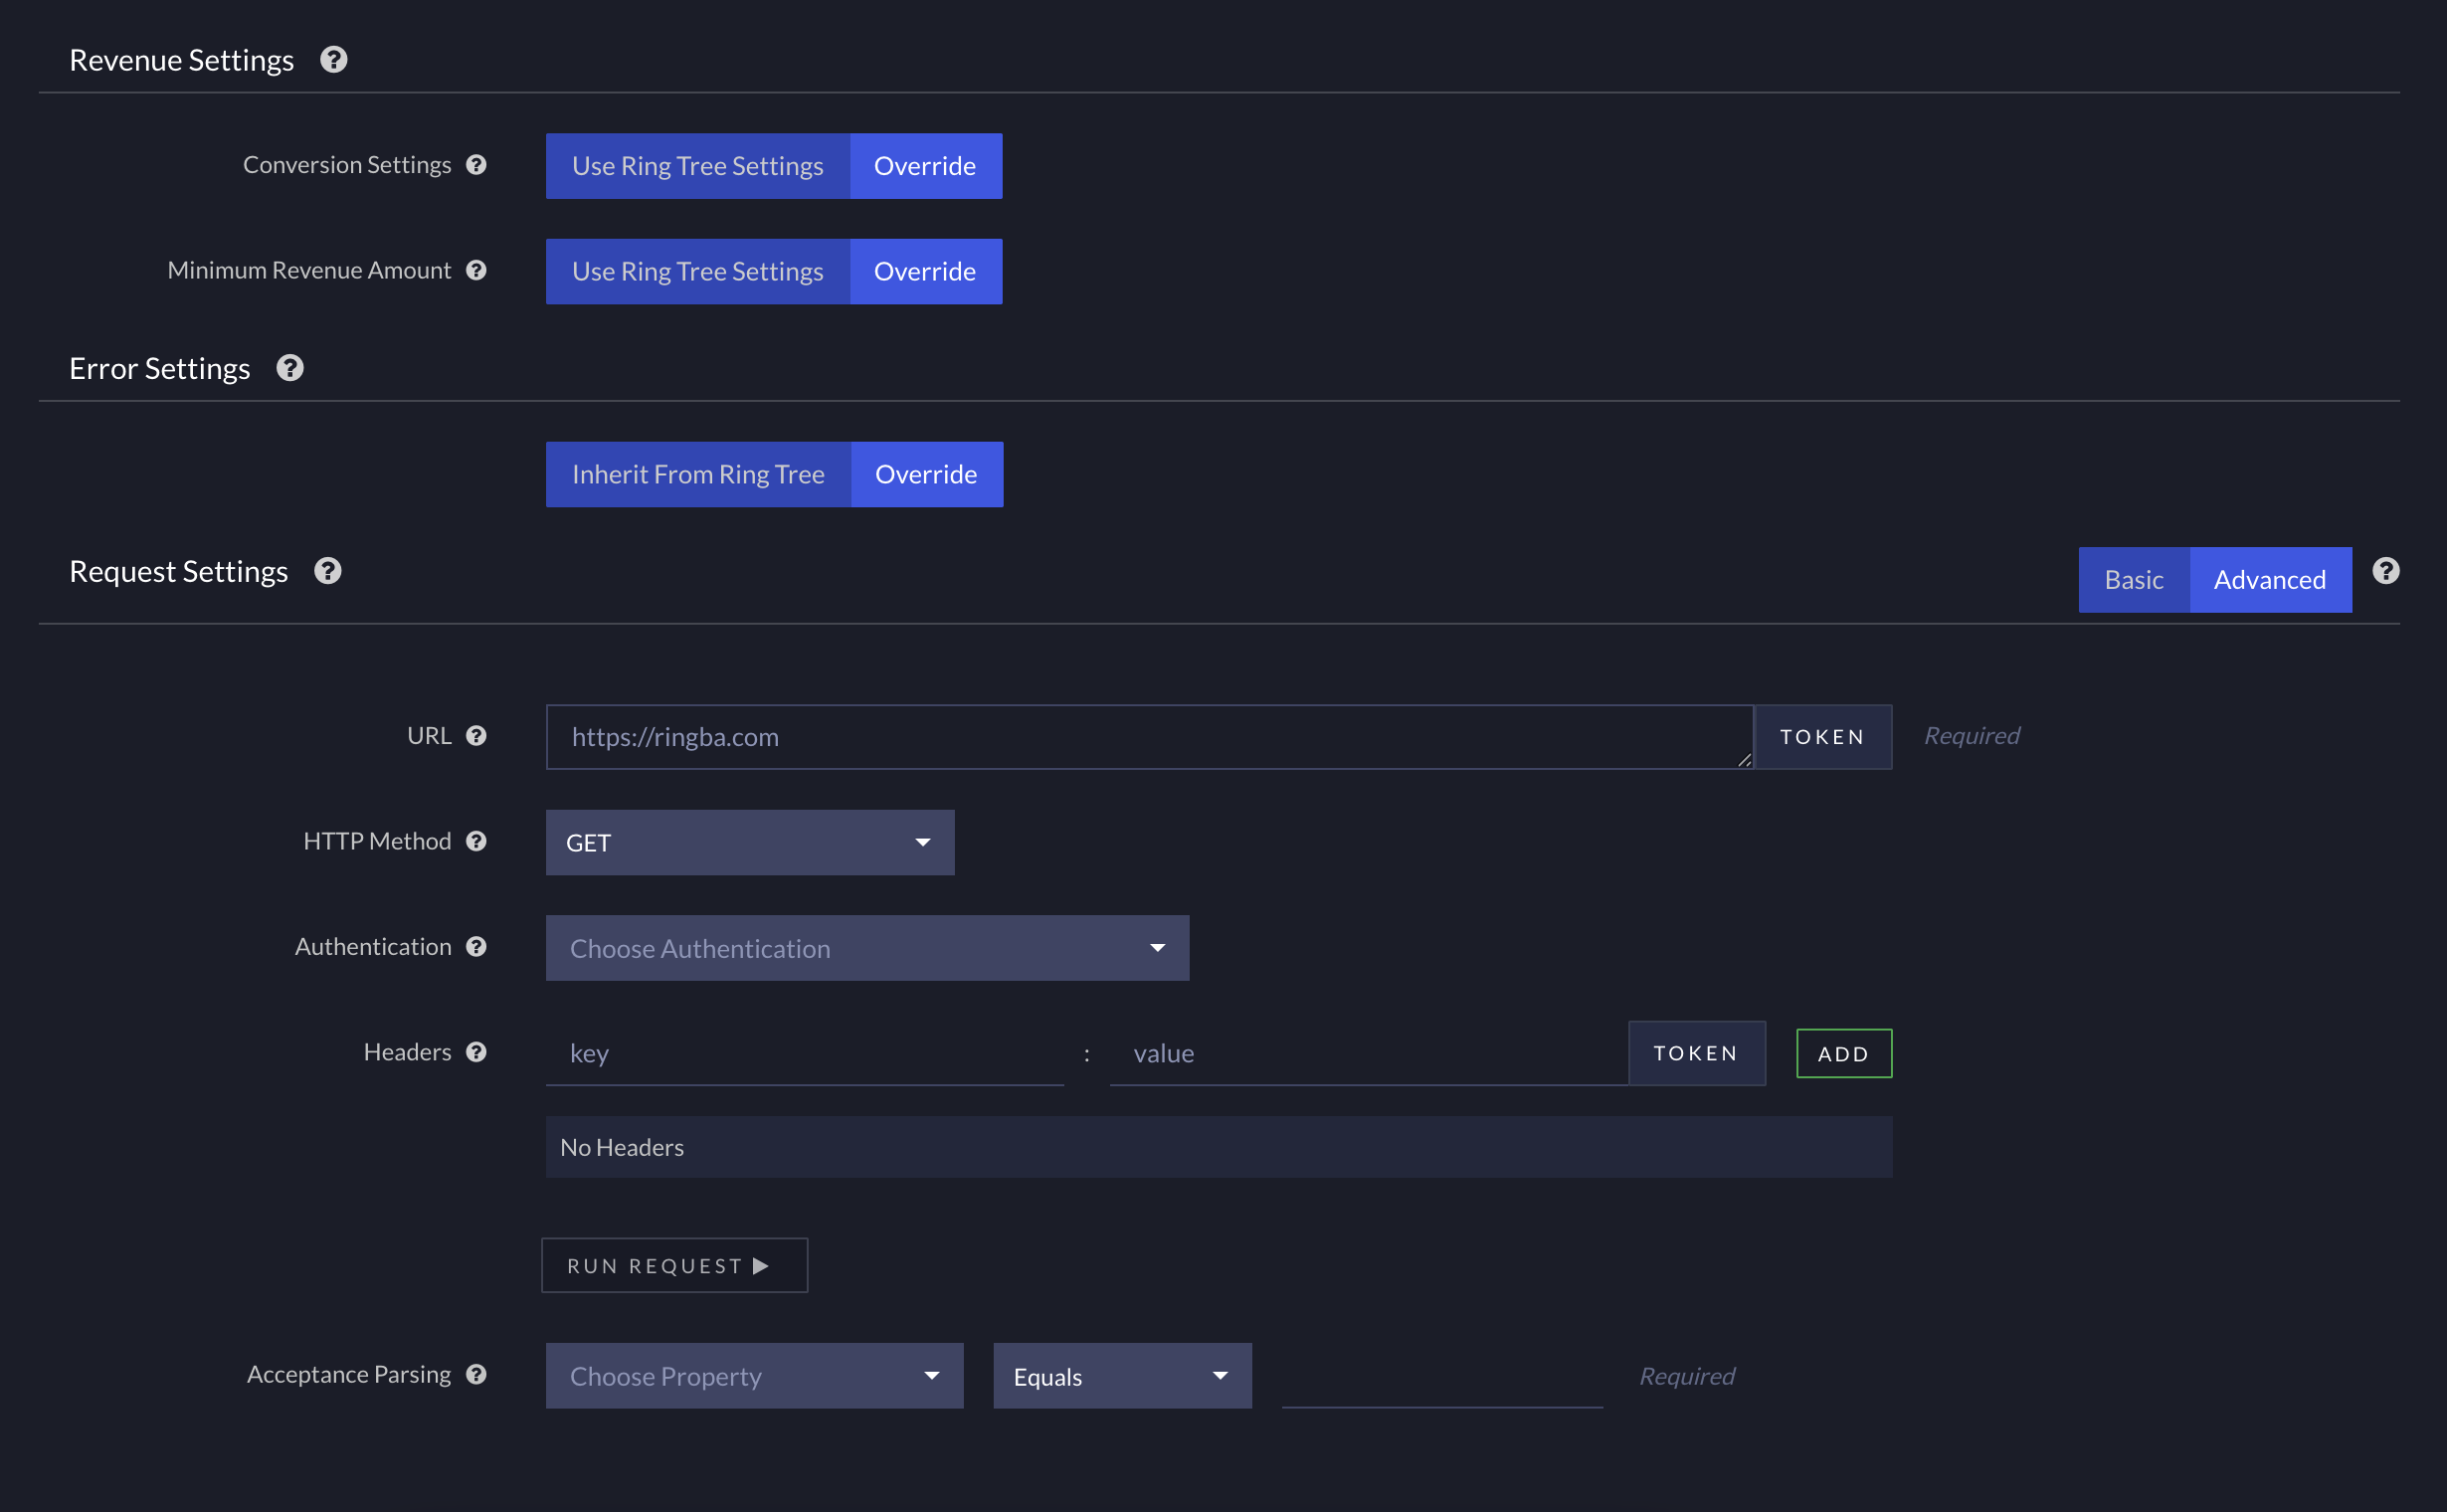 Revenue Settings
Conversion Settings Use Ring Tree Settings Override
Minimum Revenue Amount Use Ring Tree Settings Override
Error Settings
Inherit From Ring Tree Override
Request Settings Basic Advanced
URL https://ringba.com TOKEN Required
HTTP Method GET
Authentication Choose Authentication
Headers key : value TOKEN ADD
No Headers
RUN REQUEST
Acceptance Parsing Choose Property Equals Required